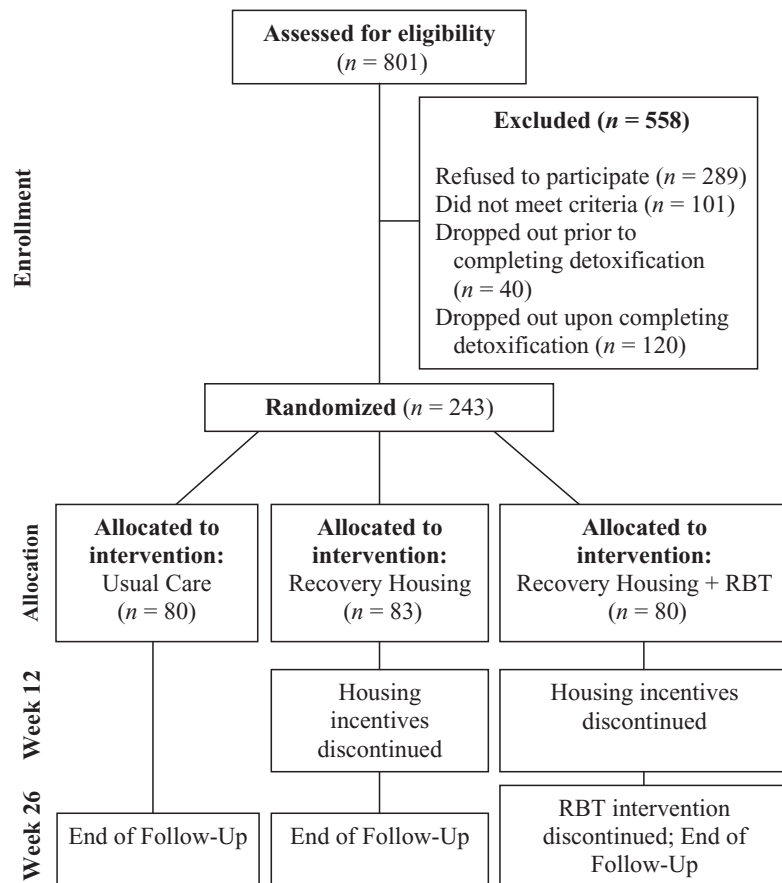 Assessed for eligibility
(n = 801)
Excluded (n = 558)
Refused to participate (n = 289)
Did not meet criteria (n = 101)
Dropped out prior to
completing detoxification
(n = 40)
Dropped out upon completing
detoxification (n = 120)
Enrollment
Randomized (n = 243)
Allocation
Allocated to
intervention:
Usual Care
(n = 80)
Allocated to
intervention:
Recovery Housing
(n = 83)
Allocated to
intervention:
Recovery Housing + RBT
(n = 80)
Week 12
Housing
incentives
discontinued
Housing incentives
discontinued
Week 26
End of Follow-Up
End of Follow-Up
RBT intervention
discontinued; End of
Follow-Up